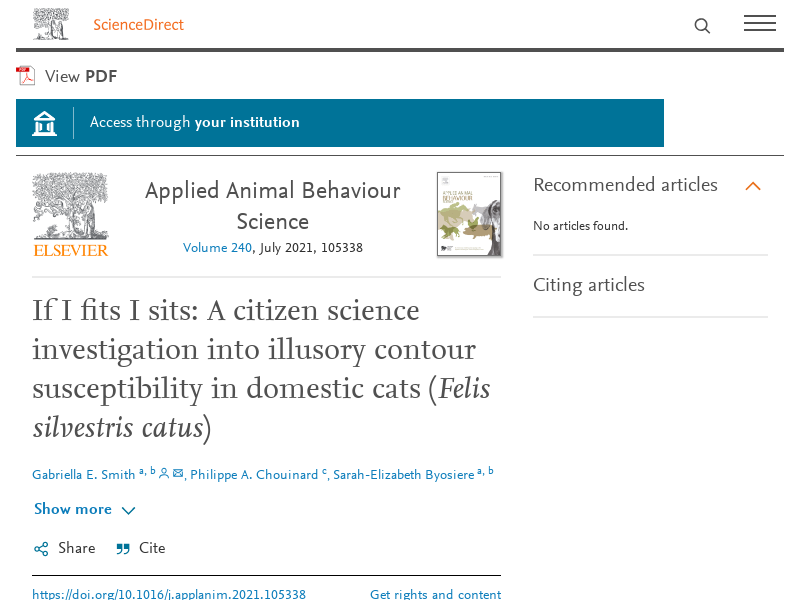 ScienceDirect
View PDF
Access through your institution
ELSEVIER
Applied Animal Behaviour
Science
Volume 240, July 2021, 105338
APPLIED ANIMAL
BEHAVIOUR
Recommended articles
No articles found.
Citing articles
If I fits I sits: A citizen science
investigation into illusory contour
susceptibility in domestic cats (Felis
silvestris catus)
Gabriella E. Smith a, b, Philippe A. Chouinard c, Sarah-Elizabeth Byosiere a, b
Show more
Share Cite
https://doi.org/10.1016/j.applanim.2021.105338 Get rights and content